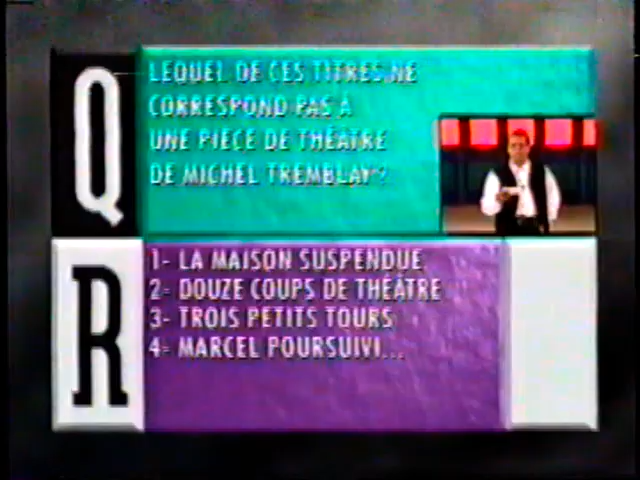 Q
LEQUEL DE CES TITRES NE
CORRESPOND PAS À
UNE PIÈCE DE THÉÂTRE
DE MICHEL TREMBLAY?
R
1- LA MAISON SUSPENDUE
2- DOUZE COUPS DE THÉÂTRE
3- TROIS PETITS TOURS
4- MARCEL POURSUIVI...